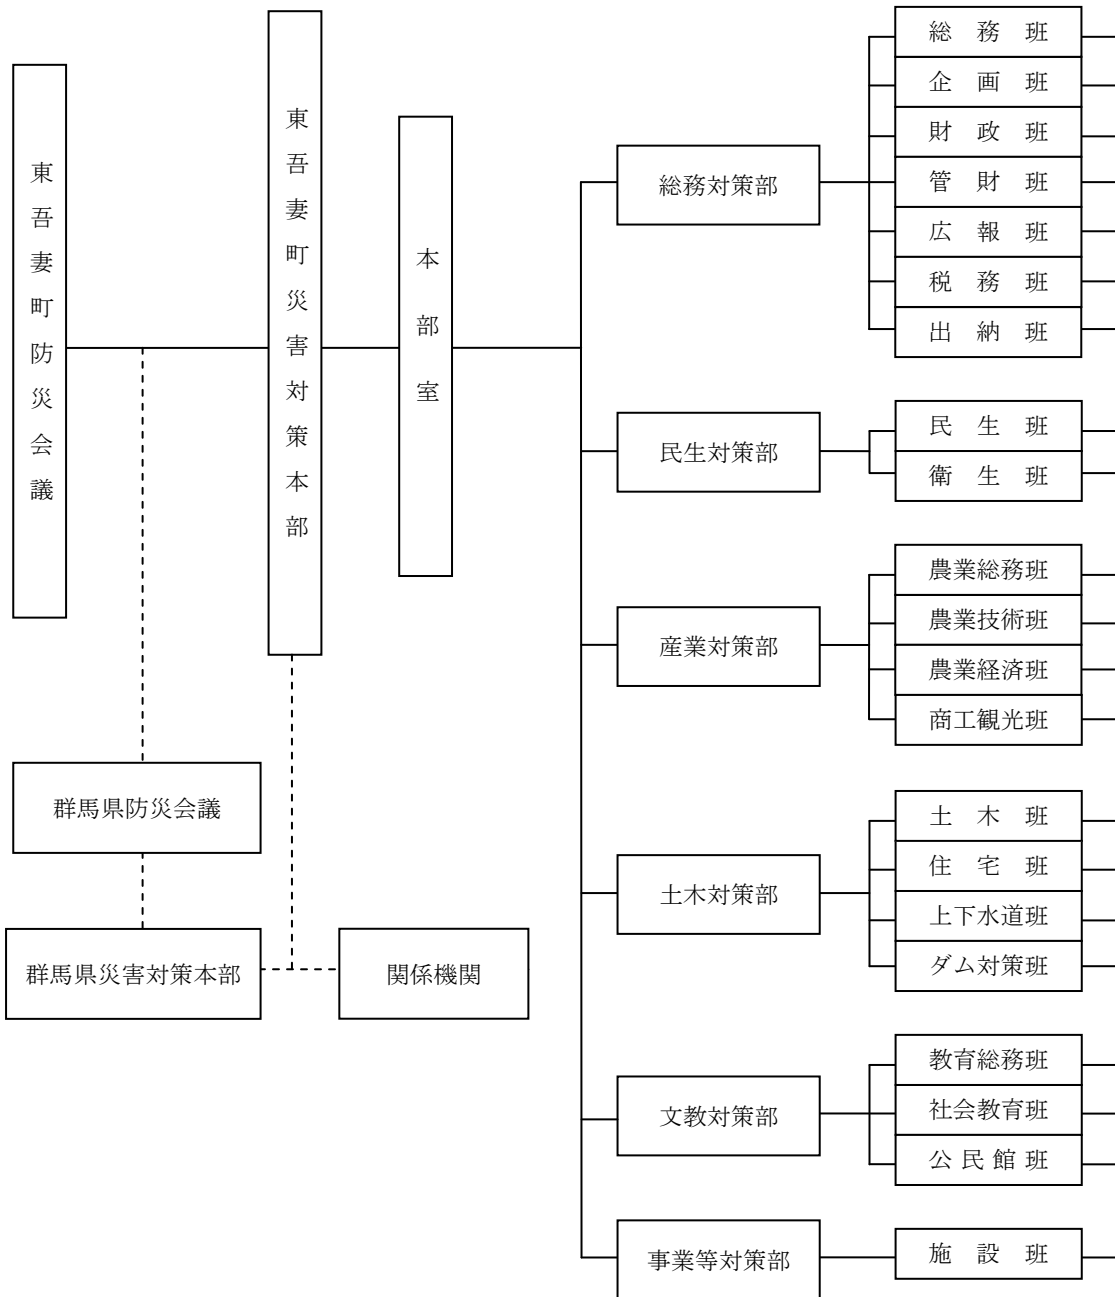 東吾妻町防災会議
東吾妻町災害対策本部
本部室
群馬県防災会議
群馬県災害対策本部
関係機関
総務対策部
総務班
企画班
財政班
管財班
広報班
税務班
出納班
民生対策部
民生班
衛生班
産業対策部
農業総務班
農業技術班
農業経済班
商工観光班
土木対策部
土木班
住宅班
上下水道班
ダム対策班
文教対策部
教育総務班
社会教育班
公民館班
事業等対策部
施設班